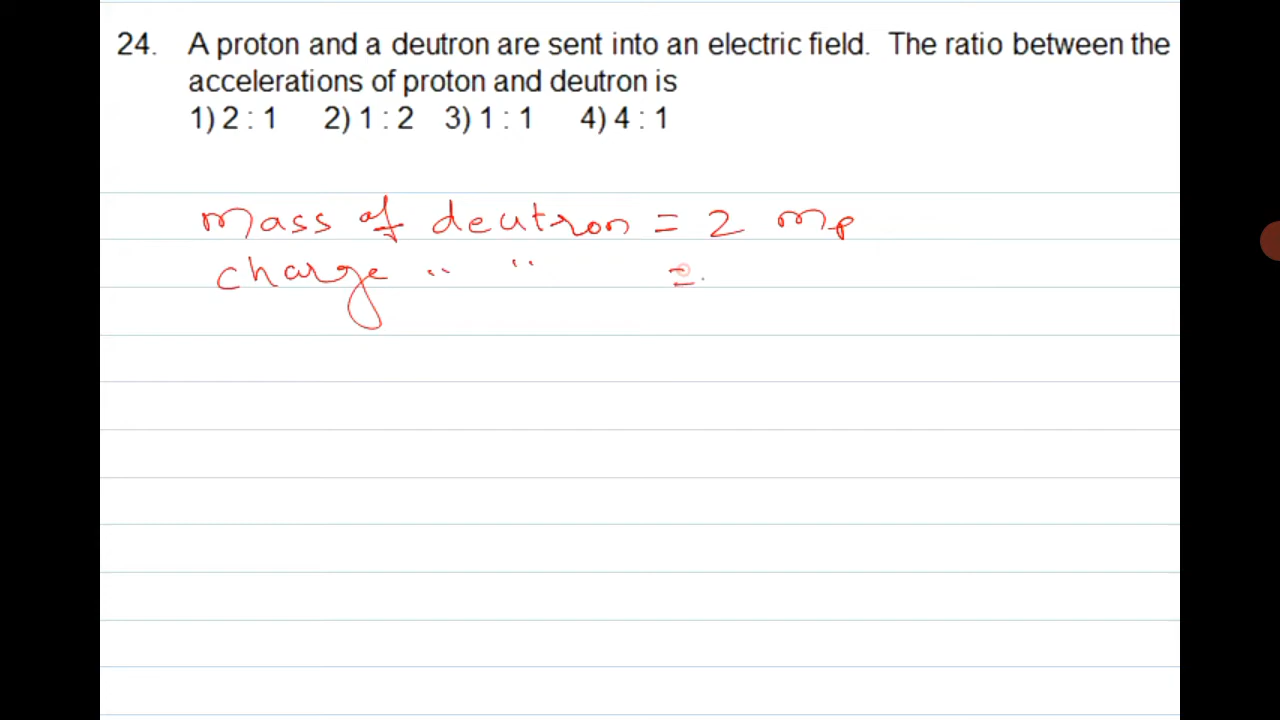 24. A proton and a deutron are sent into an electric field. The ratio between the
accelerations of proton and deutron is
1) 2 : 1 2) 1 : 2 3) 1 : 1 4) 4 : 1
Mass of deutron = 2 mp
charge " " =